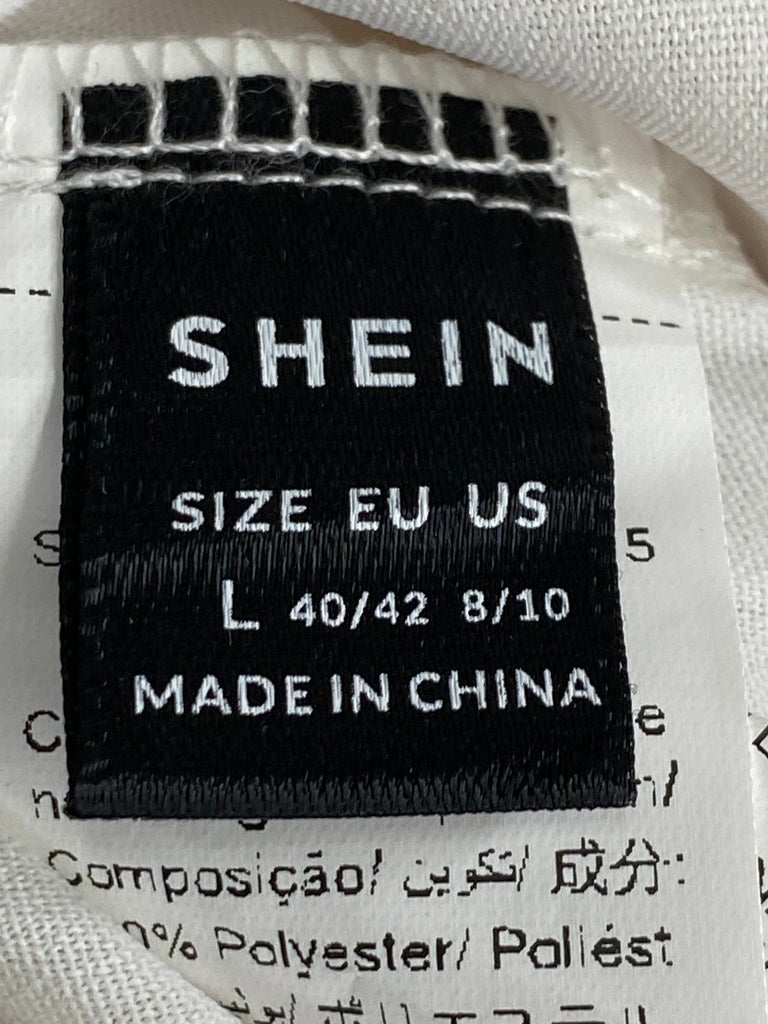 SHEIN
SIZE EU US
L 40/42 8/10
MADE IN CHINA
Composição/ تكوين/ 成分:
% Polyester/ Poliést